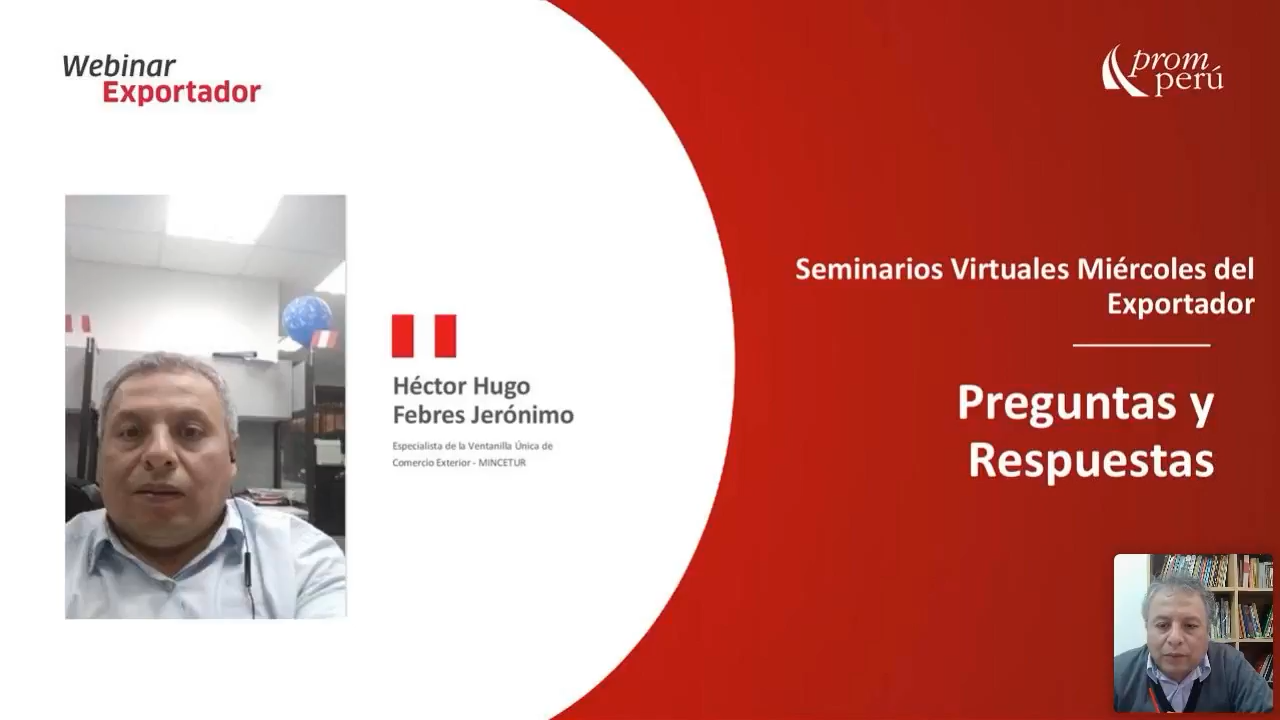 Webinar
Exportador
prom
perú
Seminarios Virtuales Miércoles del
Exportador
Preguntas y
Respuestas
Héctor Hugo
Febres Jerónimo
Especialista de la Ventanilla Única de
Comercio Exterior - MINCETUR